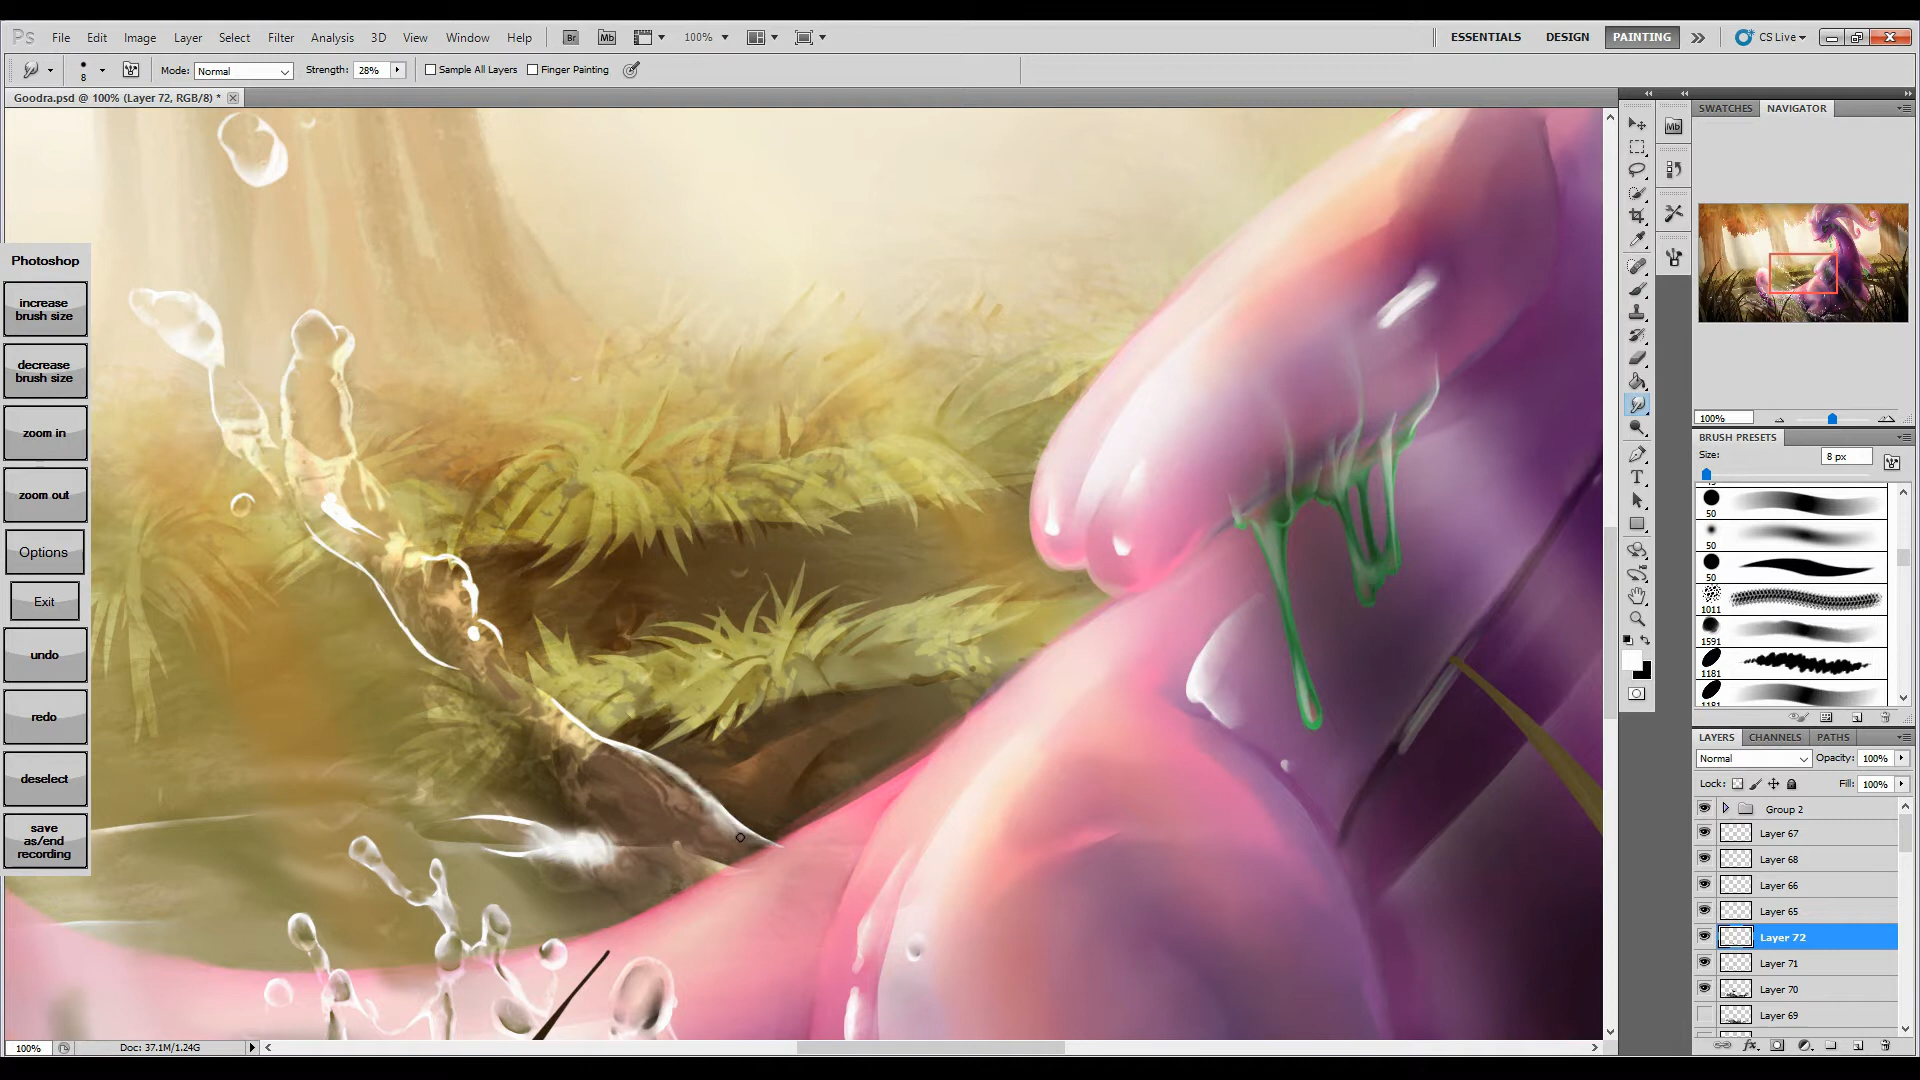 Ps File Edit Image Layer Select Filter Analysis 3D View Window Help Br Mb 100% ESSENTIALS DESIGN PAINTING CS Live
8 Mode: Normal Strength: 28% Sample All Layers Finger Painting
Goodra.psd @ 100% (Layer 72, RGB/8) *
Photoshop
increase
brush size
decrease
brush size
zoom in
zoom out
Options
Exit
undo
redo
deselect
save
as/end
recording
100% Doc: 37.1M/1.24G
Mb
T
SWATCHES NAVIGATOR
100%
BRUSH PRESETS
Size: 8 px
50
50
50
1011
1591
1181
LAYERS CHANNELS PATHS
Normal Opacity: 100%
Lock: Fill: 100%
Group 2
Layer 67
Layer 68
Layer 66
Layer 65
Layer 72
Layer 71
Layer 70
Layer 69
fx